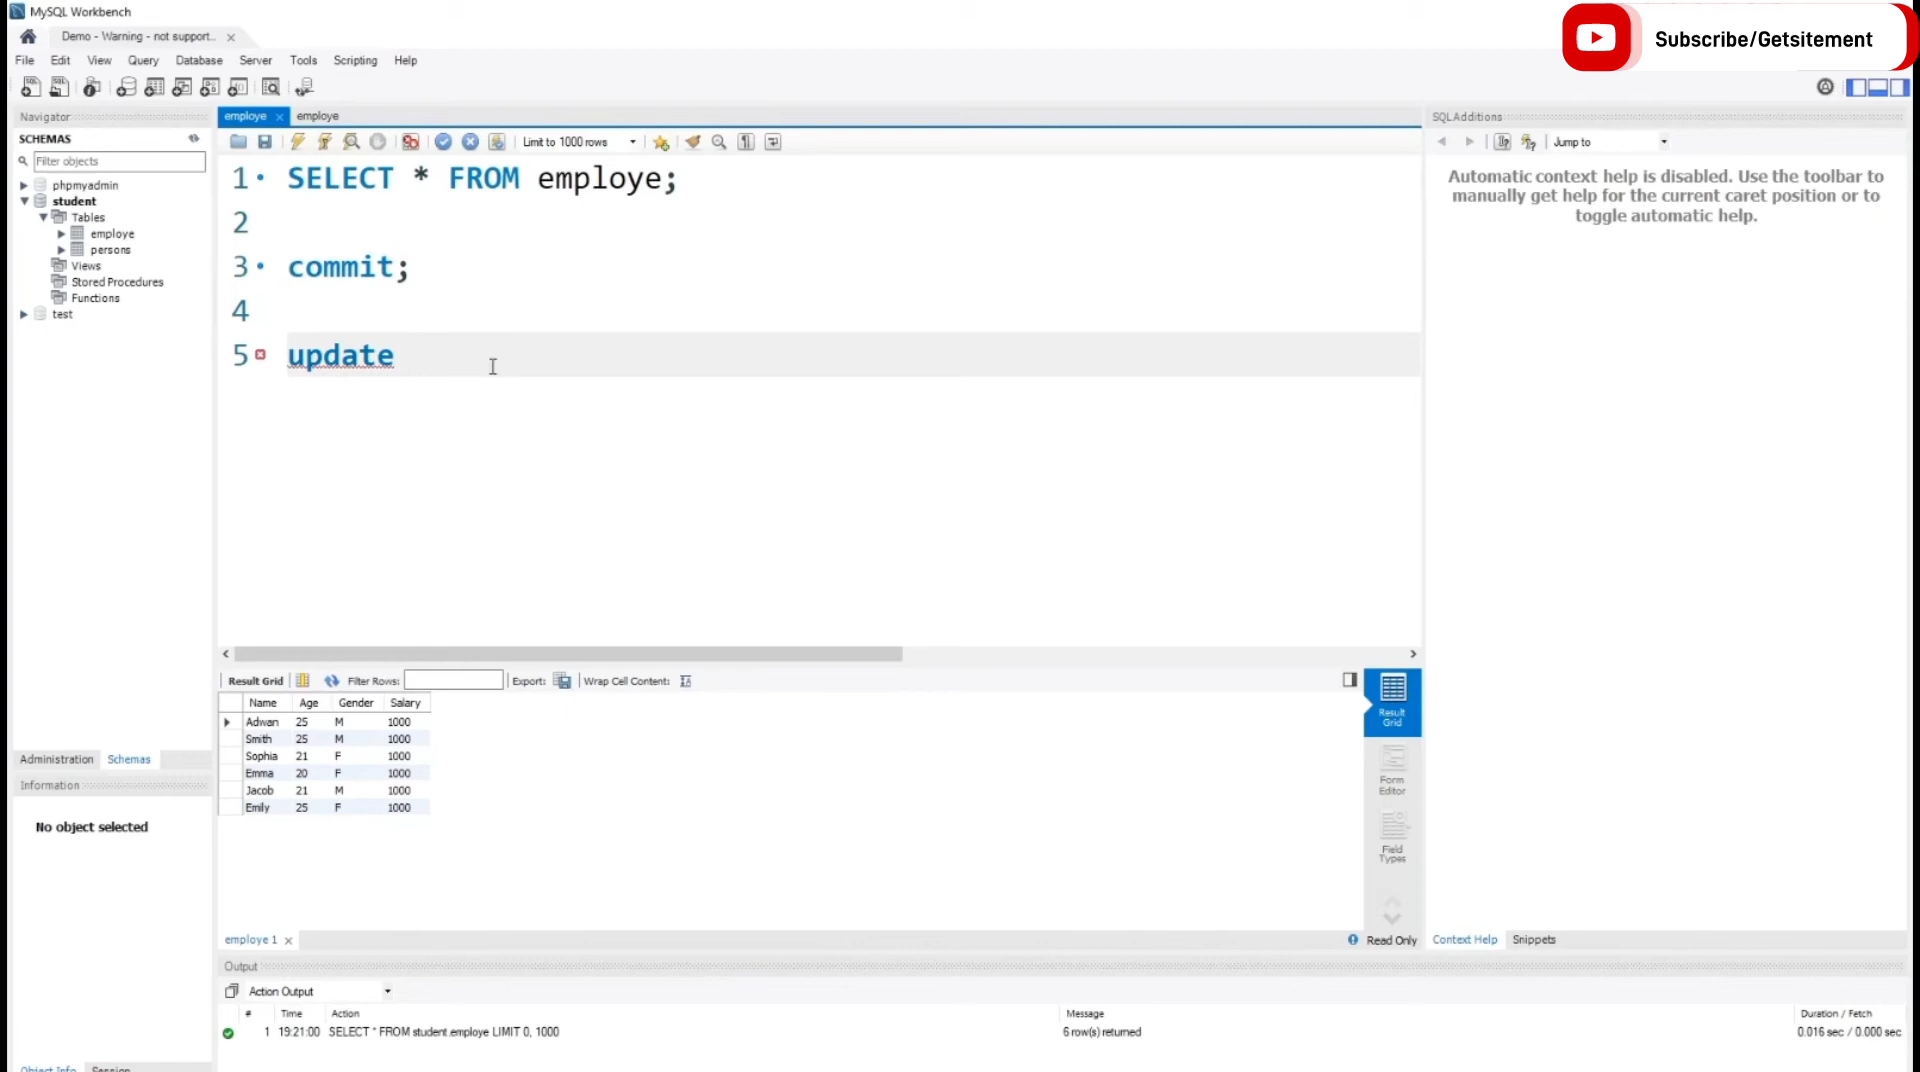 MySQL Workbench
Demo - Warning - not support..
Subscribe/Getsitement
File Edit View Query Database Server Tools Scripting Help
Navigator
SCHEMAS
Filter objects
phpmyadmin
student
Tables
employe
persons
Views
Stored Procedures
Functions
test
Administration Schemas
Information
No object selected
Object Info Session
employe employe
Limit to 1000 rows
1 SELECT * FROM employe;
2
3 commit;
4
5 update
Result Grid Filter Rows: Export: Wrap Cell Content:
Name Age Gender Salary
Adwan 25 M 1000
Smith 25 M 1000
Sophia 21 F 1000
Emma 20 F 1000
Jacob 21 M 1000
Emily 25 F 1000
Result
Grid
Form
Editor
Field
Types
employe 1
Read Only
Output
Action Output
# Time Action Message Duration / Fetch
1 19:21:00 SELECT * FROM student.employe LIMIT 0, 1000 6 row(s) returned 0.016 sec / 0.000 sec
SQLAdditions
Jump to
Automatic context help is disabled. Use the toolbar to
manually get help for the current caret position or to
toggle automatic help.
Context Help Snippets